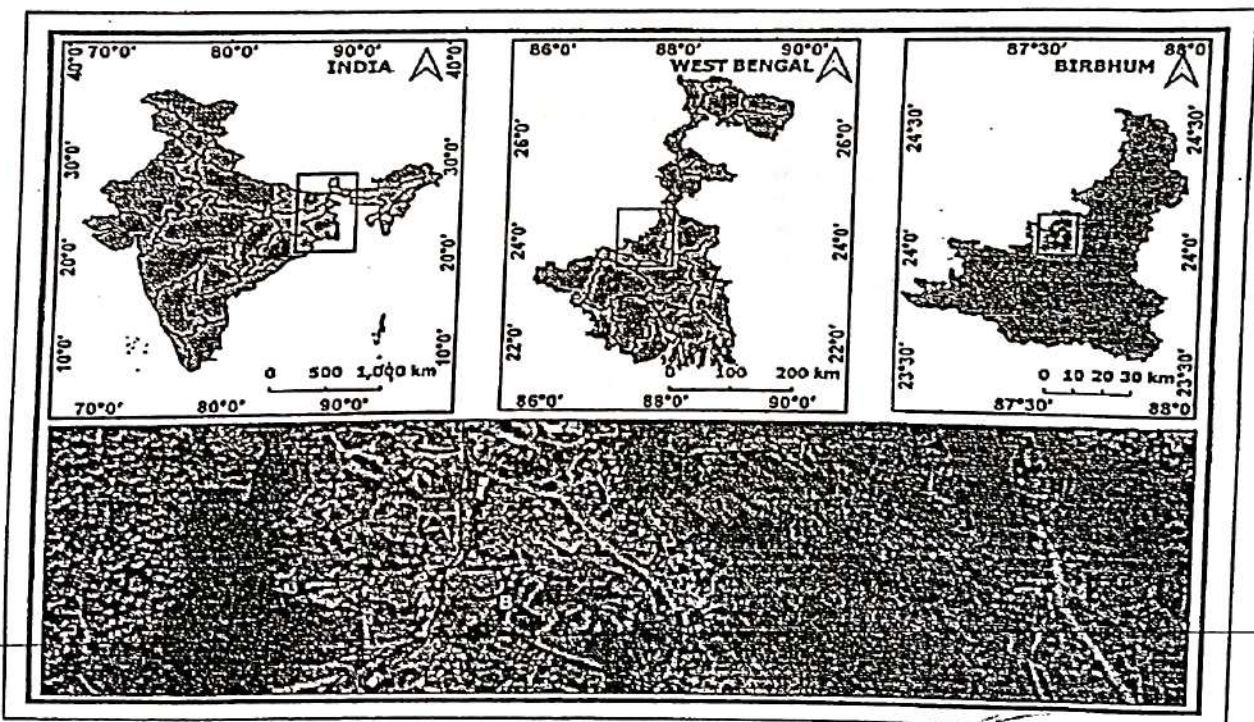 70°0' 80°0' 90°0'
INDIA
40°0' 40°0'
30°0' 30°0'
20°0' 20°0'
10°0' 10°0'
0 500 1,000 km
70°0' 80°0' 90°0'
86°0' 88°0' 90°0'
WEST BENGAL
26°0' 26°0'
24°0' 24°0'
22°0' 22°0'
0 100 200 km
86°0' 88°0' 90°0'
87°30' 88°0'
BIRBHUM
24°30' 24°30'
24°0' 24°0'
23°30' 23°30'
0 10 20 30 km
87°30' 88°0'
A
B